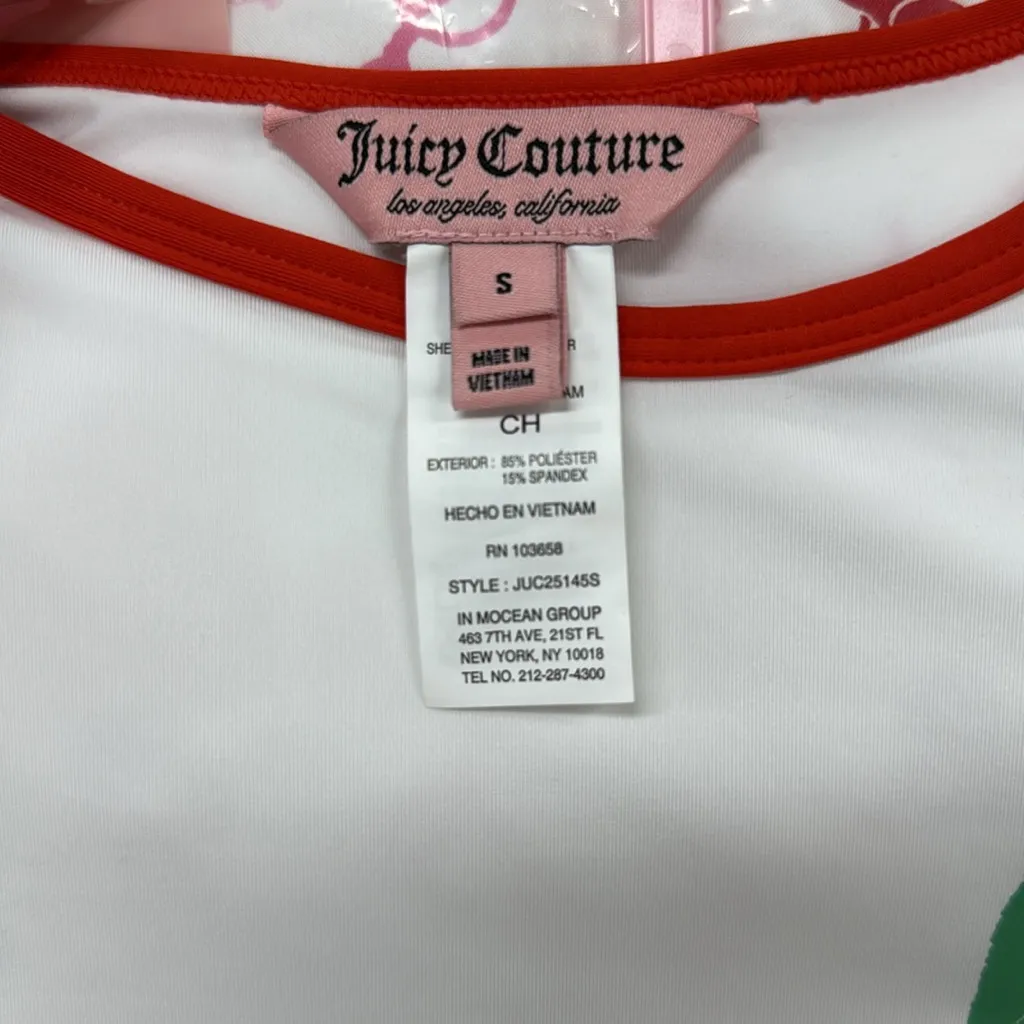 Juicy Couture
los angeles, california
S
MADE IN
VIETNAM
SHE
R
AM
CH
EXTERIOR : 85% POLIÉSTER
15% SPANDEX
HECHO EN VIETNAM
RN 103658
STYLE : JUC25145S
IN MOCEAN GROUP
463 7TH AVE, 21ST FL
NEW YORK, NY 10018
TEL NO. 212-287-4300